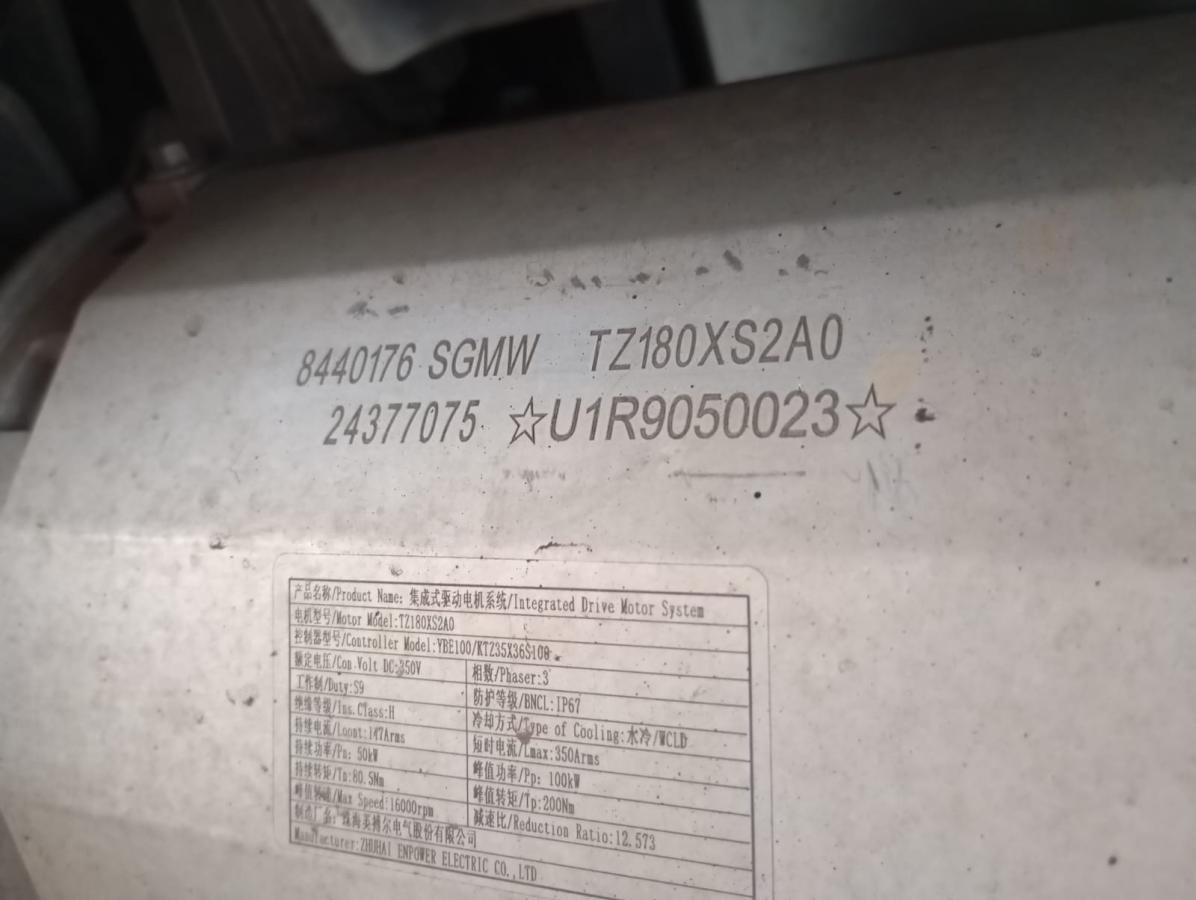 8440176 SGMW TZ180XS2A0
24377075 ☆U1R9050023☆
产品名称/Product Name: 集成式驱动电机系统/Integrated Drive Motor System
电机型号/Motor Model:TZ180XS2A0
控制器型号/Controller Model:YBE100/KTZ35X36S108
额定电压/Con.Volt DC:350V 相数/Phaser:3
工作制/Duty:S9 防护等级/BNCL:IP67
绝缘等级/Ins.Class:H 冷却方式/Type of Cooling:水冷/WCLD
持续电流/Icont:147Arms 短时电流/Imax:350Arms
持续功率/Pn: 50kW 峰值功率/Pp: 100kW
持续转矩/Tn:80.5Nm 峰值转矩/Tp:200Nm
峰值转速/Max Speed:16000rpm 减速比/Reduction Ratio:12.573
制造厂名: 珠海英搏尔电气股份有限公司
Manufacturer: ZHUHAI ENPOWER ELECTRIC CO.,LTD